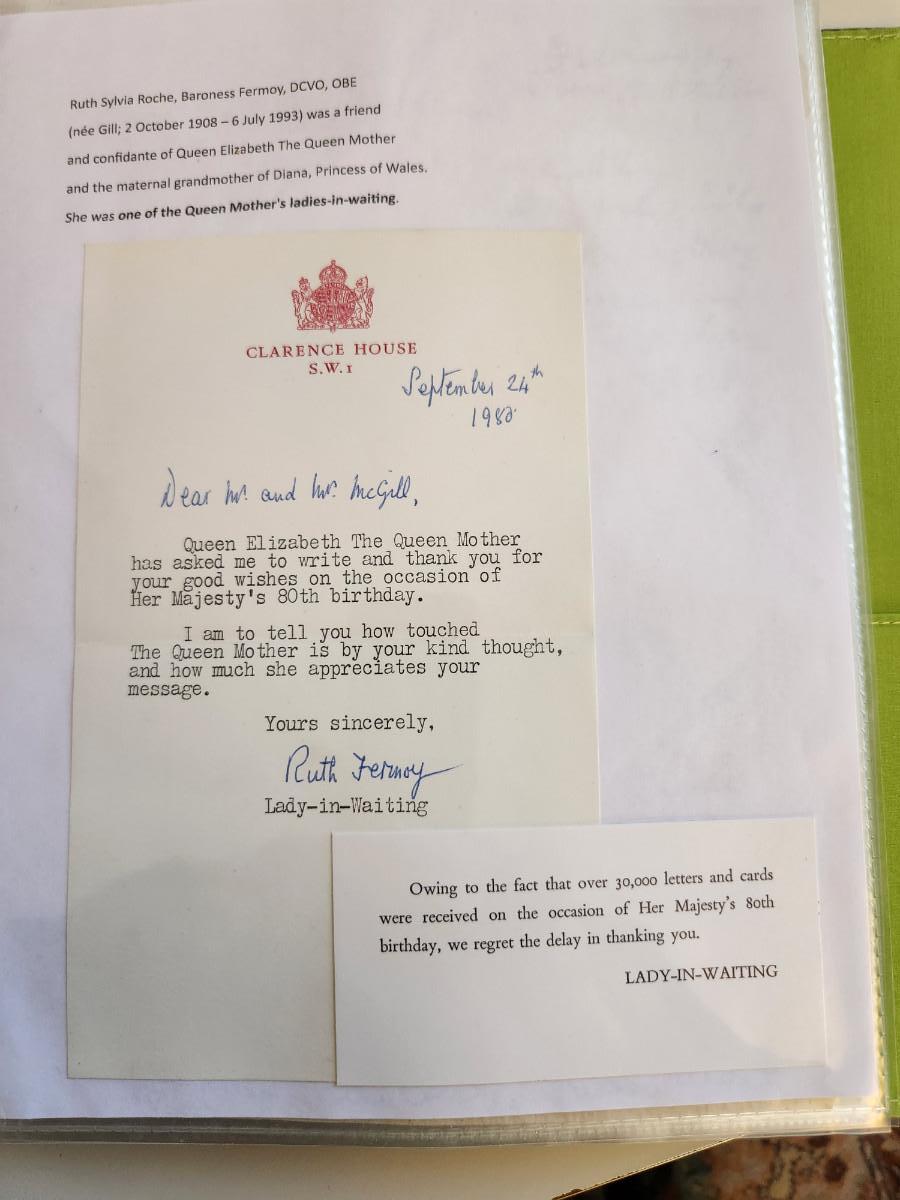 Ruth Sylvia Roche, Baroness Fermoy, DCVO, OBE
(née Gill; 2 October 1908 – 6 July 1993) was a friend
and confidante of Queen Elizabeth The Queen Mother
and the maternal grandmother of Diana, Princess of Wales.
She was one of the Queen Mother's ladies-in-waiting.
CLARENCE HOUSE
S.W.1
September 24th
1980
Dear Mr. and Mrs. McGill,
Queen Elizabeth The Queen Mother
has asked me to write and thank you for
your good wishes on the occasion of
Her Majesty's 80th birthday.
I am to tell you how touched
The Queen Mother is by your kind thought,
and how much she appreciates your
message.
Yours sincerely,
Ruth Fermoy
Lady-in-Waiting
Owing to the fact that over 30,000 letters and cards
were received on the occasion of Her Majesty's 80th
birthday, we regret the delay in thanking you.
LADY-IN-WAITING